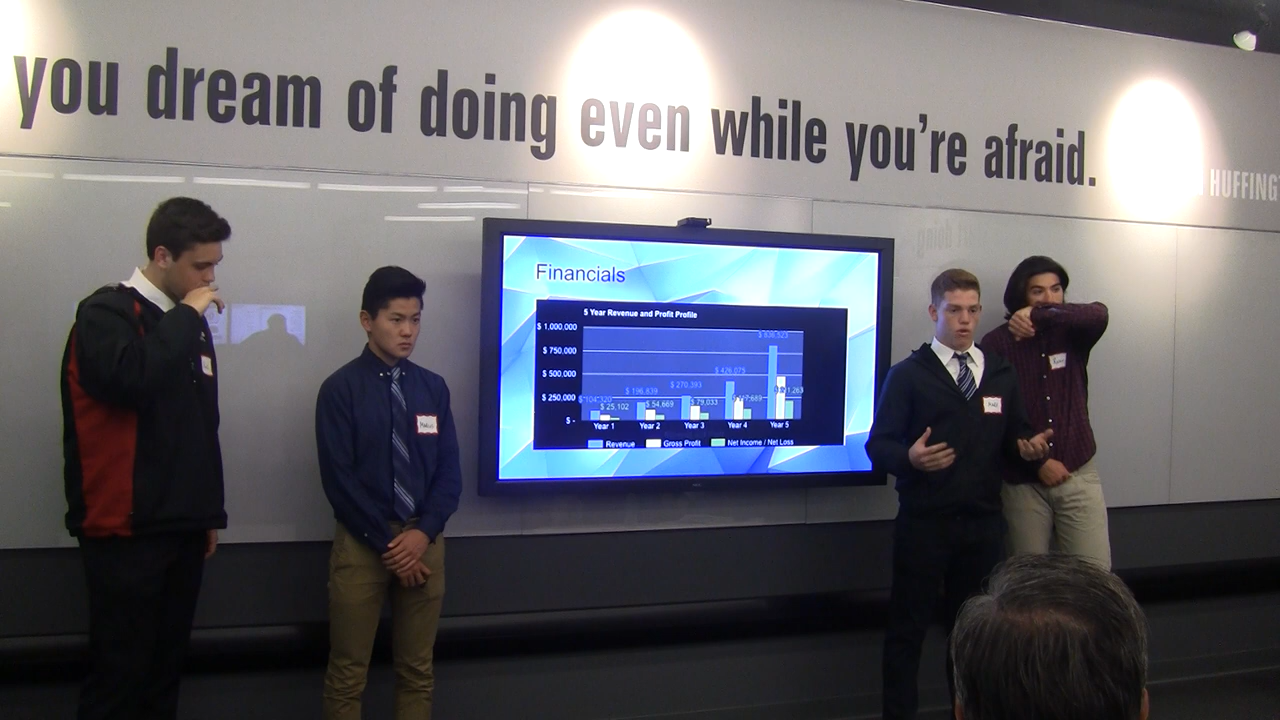 you dream of doing even while you're afraid.
HUFFING
Financials
5 Year Revenue and Profit Profile
$ 1,000,000
$ 750,000
$ 500,000
$ 426,075
$ 270,393
$ 196,839
$ 250,000
$ 25,102
$ 54,669
$ 79,033
$ -
Year 1
Year 2
Year 3
Year 4
Year 5
Revenue
Gross Profit
Net Income / Net Loss